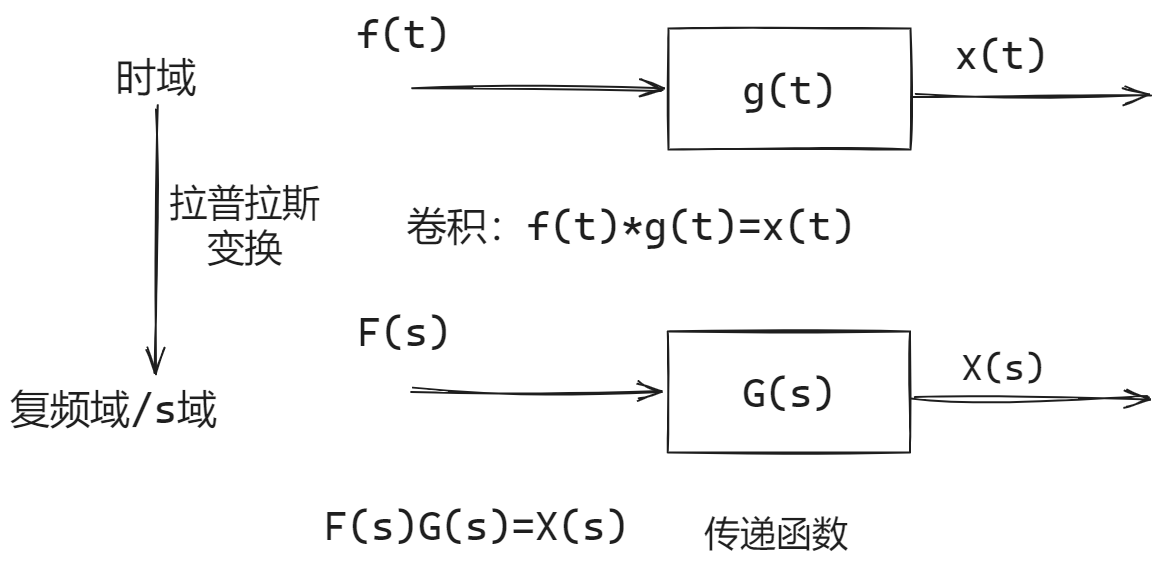 f(t)
时域
g(t)
x(t)
拉普拉斯
变换
卷积：f(t)*g(t)=x(t)
F(s)
复频域/s域
G(s)
X(s)
F(s)G(s)=X(s)
传递函数